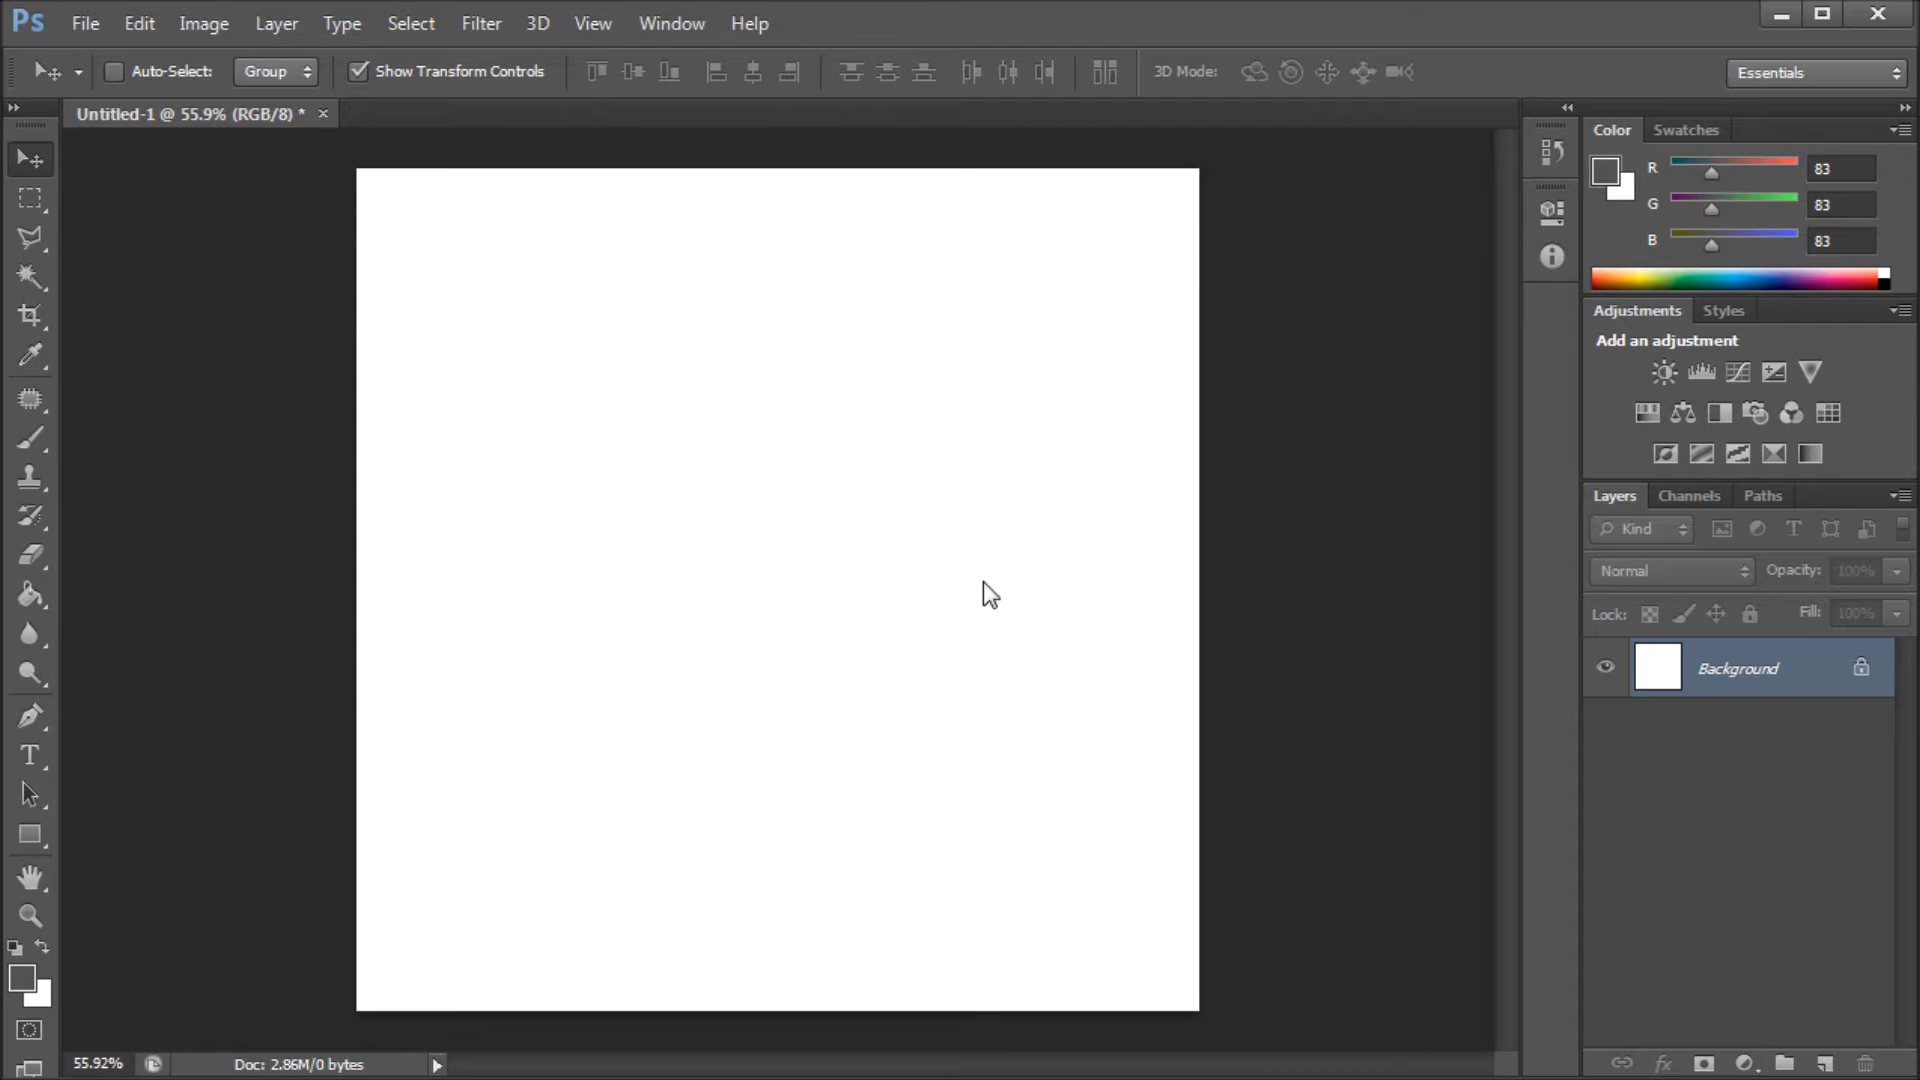 Ps File Edit Image Layer Type Select Filter 3D View Window Help
Auto-Select: Group Show Transform Controls 3D Mode: Essentials
Untitled-1 @ 55.9% (RGB/8) *
Color Swatches
R 83
G 83
B 83
Adjustments Styles
Add an adjustment
Layers Channels Paths
Kind
Normal Opacity: 100%
Lock: Fill: 100%
Background
T
fx
55.92% Doc: 2.86M/0 bytes